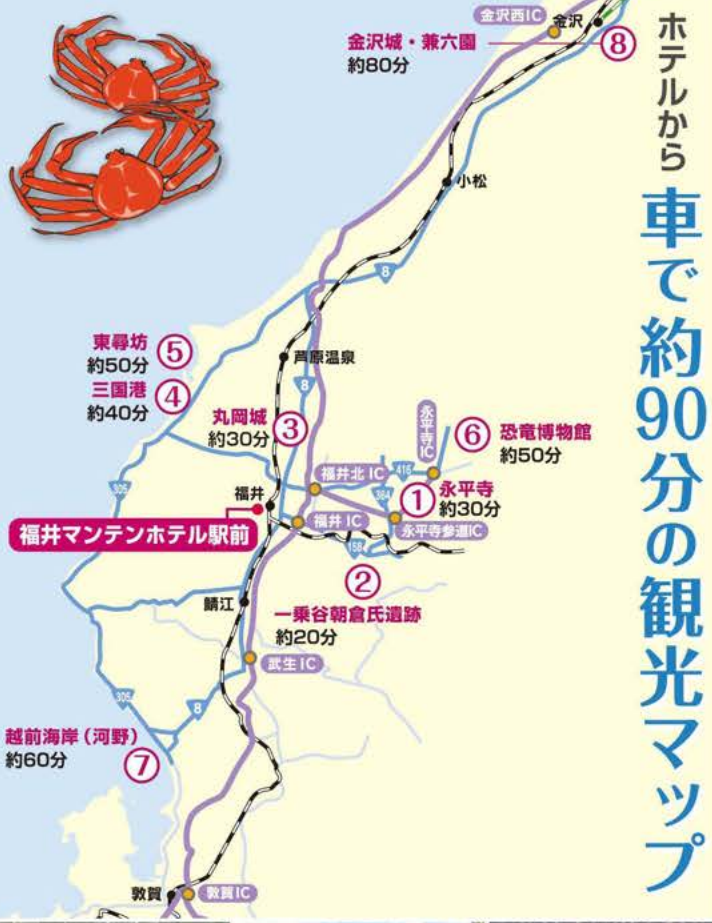 ホテルから
車で約90分の観光マップ
金沢西IC
金沢
金沢城・兼六園
約80分
⑧
小松
8
東尋坊
約50分
⑤
三国港
約40分
④
芦原温泉
8
丸岡城
約30分
③
永平寺IC
⑥
恐竜博物館
約50分
416
福井北IC
364
①
永平寺
約30分
305
福井
福井IC
永平寺参道IC
福井マンテンホテル駅前
158
②
一乗谷朝倉氏遺跡
約20分
鯖江
武生IC
305
8
越前海岸(河野)
約60分
⑦
敦賀
敦賀IC